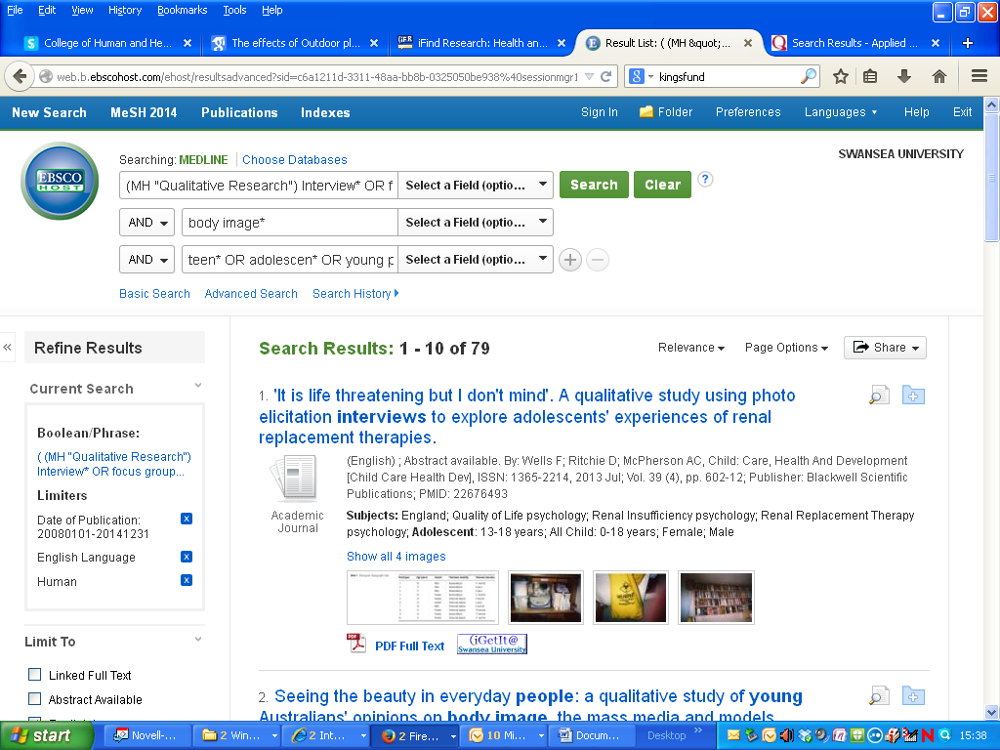 File Edit View History Bookmarks Tools Help
College of Human and He... The effects of Outdoor pl... iFind Research: Health an... Result List: ( (MH &quot;... Search Results - Applied ...
web.b.ebscohost.com/ehost/resultsadvanced?sid=c6a1211d-3311-48aa-bb8b-0325050be938%40sessionmgr1 kingsfund
New Search MeSH 2014 Publications Indexes Sign In Folder Preferences Languages Help Exit
SWANSEA UNIVERSITY
EBSCO HOST
Searching: MEDLINE Choose Databases
(MH "Qualitative Research") Interview* OR f Select a Field (optio... Search Clear ?
AND body image* Select a Field (optio...
AND teen* OR adolescen* OR young p Select a Field (optio...
Basic Search Advanced Search Search History
Refine Results
Current Search
Boolean/Phrase:
( (MH "Qualitative Research")
Interview* OR focus group...
Limiters
Date of Publication:
20080101-20141231
English Language
Human
Limit To
Linked Full Text
Abstract Available
Search Results: 1 - 10 of 79 Relevance Page Options Share
1. 'It is life threatening but I don't mind'. A qualitative study using photo
elicitation interviews to explore adolescents' experiences of renal
replacement therapies.
Academic
Journal
(English) ; Abstract available. By: Wells F; Ritchie D; McPherson AC, Child: Care, Health And Development
[Child Care Health Dev], ISSN: 1365-2214, 2013 Jul; Vol. 39 (4), pp. 602-12; Publisher: Blackwell Scientific
Publications; PMID: 22676493
Subjects: England; Quality of Life psychology; Renal Insufficiency psychology; Renal Replacement Therapy
psychology; Adolescent: 13-18 years; All Child: 0-18 years; Female; Male
Show all 4 images
PDF Full Text
iGetIt@
Swansea University
2. Seeing the beauty in everyday people: a qualitative study of young
Australians' opinions on body image, the mass media and models.
start Novell-... 2 Win... 2 Int... 2 Fire... 10 Mi... Docum... Desktop 15:38